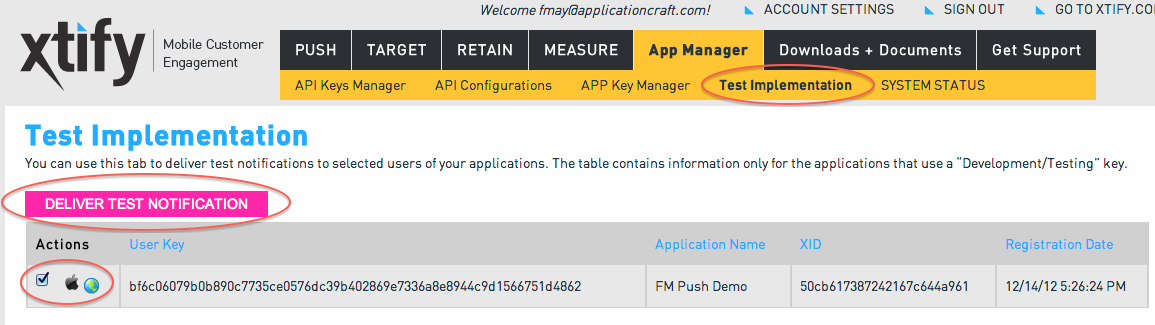 Welcome fmay@applicationcraft.com! ACCOUNT SETTINGS SIGN OUT GO TO XTIFY.CO
xtify
Mobile Customer
Engagement
PUSH TARGET RETAIN MEASURE App Manager Downloads + Documents Get Support
API Keys Manager API Configurations APP Key Manager Test Implementation SYSTEM STATUS
Test Implementation
You can use this tab to deliver test notifications to selected users of your applications. The table contains information only for the applications that use a "Development/Testing" key.
DELIVER TEST NOTIFICATION
Actions User Key Application Name XID Registration Date
bf6c06079b0b890c7735ce0576dc39b402869e7336a8e8944c9d1566751d4862 FM Push Demo 50cb617387242167c644a961 12/14/12 5:26:24 PM